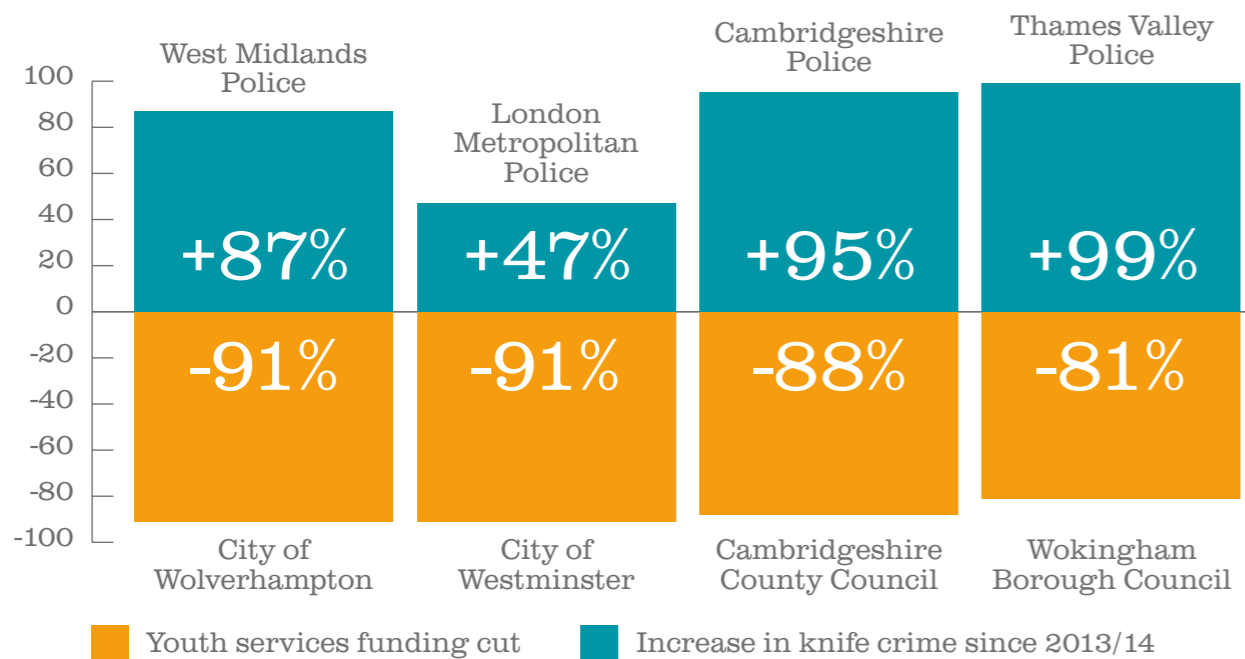 West Midlands
Police
London
Metropolitan
Police
Cambridgeshire
Police
Thames Valley
Police
100
80
60
40
20
0
-20
-40
-60
-80
-100
+87%
+47%
+95%
+99%
-91%
-91%
-88%
-81%
City of
Wolverhampton
City of
Westminster
Cambridgeshire
County Council
Wokingham
Borough Council
Youth services funding cut
Increase in knife crime since 2013/14